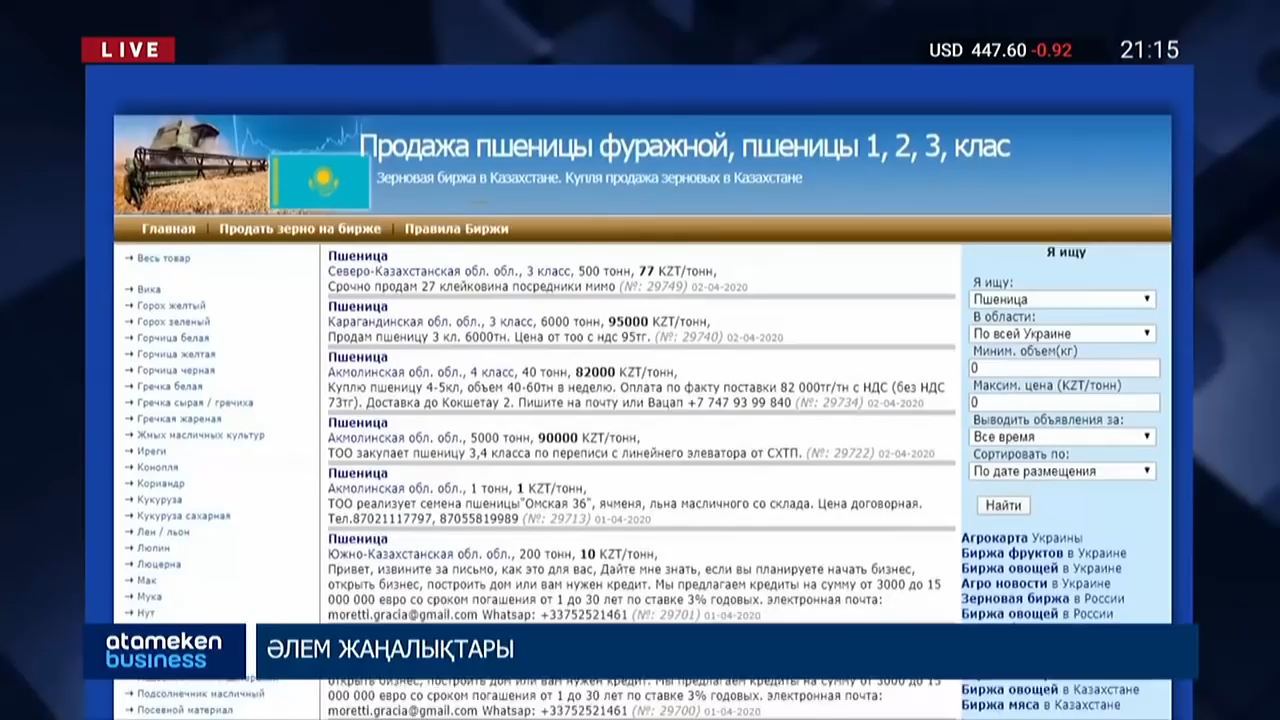 LIVE
USD 447.60 -0.92
21:15
Продажа пшеницы фуражной, пшеницы 1, 2, 3, клас
Зерновая биржа в Казахстане. Купля продажа зерновых в Казахстане
Главная | Продать зерно на бирже | Правила Биржи
→ Весь товар
→ Вика
→ Горох желтый
→ Горох зеленый
→ Горчица белая
→ Горчица желтая
→ Горчица черная
→ Гречка белая
→ Гречка сырая / гречиха
→ Гречкая жареная
→ Жмых масличных культур
→ Иреги
→ Конопля
→ Кориандр
→ Кукуруза
→ Кукуруза сахарная
→ Лен / льон
→ Люпин
→ Люцерна
→ Мак
→ Мука
→ Нут
→ Подсолнечник масличный
→ Посевной материал
Пшеница
Северо-Казахстанская обл. обл., 3 класс, 500 тонн, 77 KZT/тонн,
Срочно продам 27 клейковина посредники мимо (№: 29749) 02-04-2020
Пшеница
Карагандинская обл. обл., 3 класс, 6000 тонн, 95000 KZT/тонн,
Продам пшеницу 3 кл. 6000тн. Цена от тоо с ндс 95тг. (№: 29740) 02-04-2020
Пшеница
Акмолинская обл. обл., 4 класс, 40 тонн, 82000 KZT/тонн,
Куплю пшеницу 4-5кл, объем 40-60тн в неделю. Оплата по факту поставки 82 000тг/тн с НДС (без НДС
73тг). Доставка до Кокшетау 2. Пишите на почту или Вацап +7 747 93 99 840 (№: 29734) 02-04-2020
Пшеница
Акмолинская обл. обл., 5000 тонн, 90000 KZT/тонн,
ТОО закупает пшеницу 3,4 класса по переписи с линейнего элеватора от СХТП. (№: 29722) 02-04-2020
Пшеница
Акмолинская обл. обл., 1 тонн, 1 KZT/тонн,
ТОО реализует семена пшеницы"Омская 36", ячменя, льна масличного со склада. Цена договорная.
Тел.87021117797, 87055819989 (№: 29713) 01-04-2020
Пшеница
Южно-Казахстанская обл. обл., 200 тонн, 10 KZT/тонн,
Привет, извините за письмо, как это для вас, Дайте мне знать, если вы планируете начать бизнес,
открыть бизнес, построить дом или вам нужен кредит. Мы предлагаем кредиты на сумму от 3000 до 15
000 000 евро со сроком погашения от 1 до 30 лет по ставке 3% годовых. электронная почта:
moretti.gracia@gmail.com Whatsap: +33752521461 (№: 29701) 01-04-2020
открыть бизнес, построить дом или вам нужен кредит. Мы предлагаем кредиты на сумму от 3000 до 15
000 000 евро со сроком погашения от 1 до 30 лет по ставке 3% годовых. электронная почта:
moretti.gracia@gmail.com Whatsap: +33752521461 (№: 29700) 01-04-2020
Я ищу
Я ищу:
Пшеница
В области:
По всей Украине
Миним. объем(кг)
0
Максим. цена (KZT/тонн)
0
Выводить объявления за:
Все время
Сортировать по:
По дате размещения
Найти
Агрокарта Украины
Биржа фруктов в Украине
Биржа овощей в Украине
Агро новости в Украине
Зерновая биржа в России
Биржа овощей в России
Биржа овощей в Казахстане
Биржа мяса в Казахстане
atameken
business
ӘЛЕМ ЖАҢАЛЫҚТАРЫ